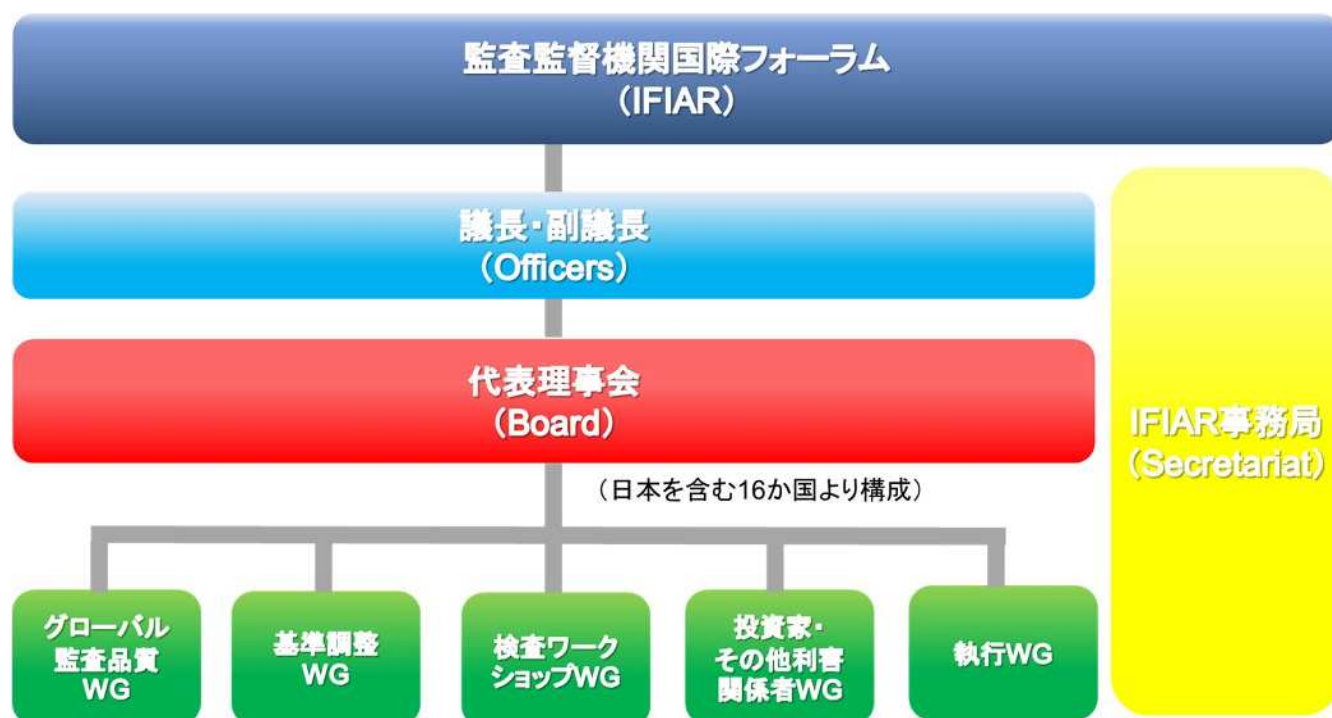 監査監督機関国際フォーラム
（IFIAR）
議長・副議長
（Officers）
代表理事会
（Board）
（日本を含む16か国より構成）
IFIAR事務局
（Secretariat）
グローバル
監査品質
WG
基準調整
WG
検査ワーク
ショップWG
投資家・
その他利害
関係者WG
執行WG